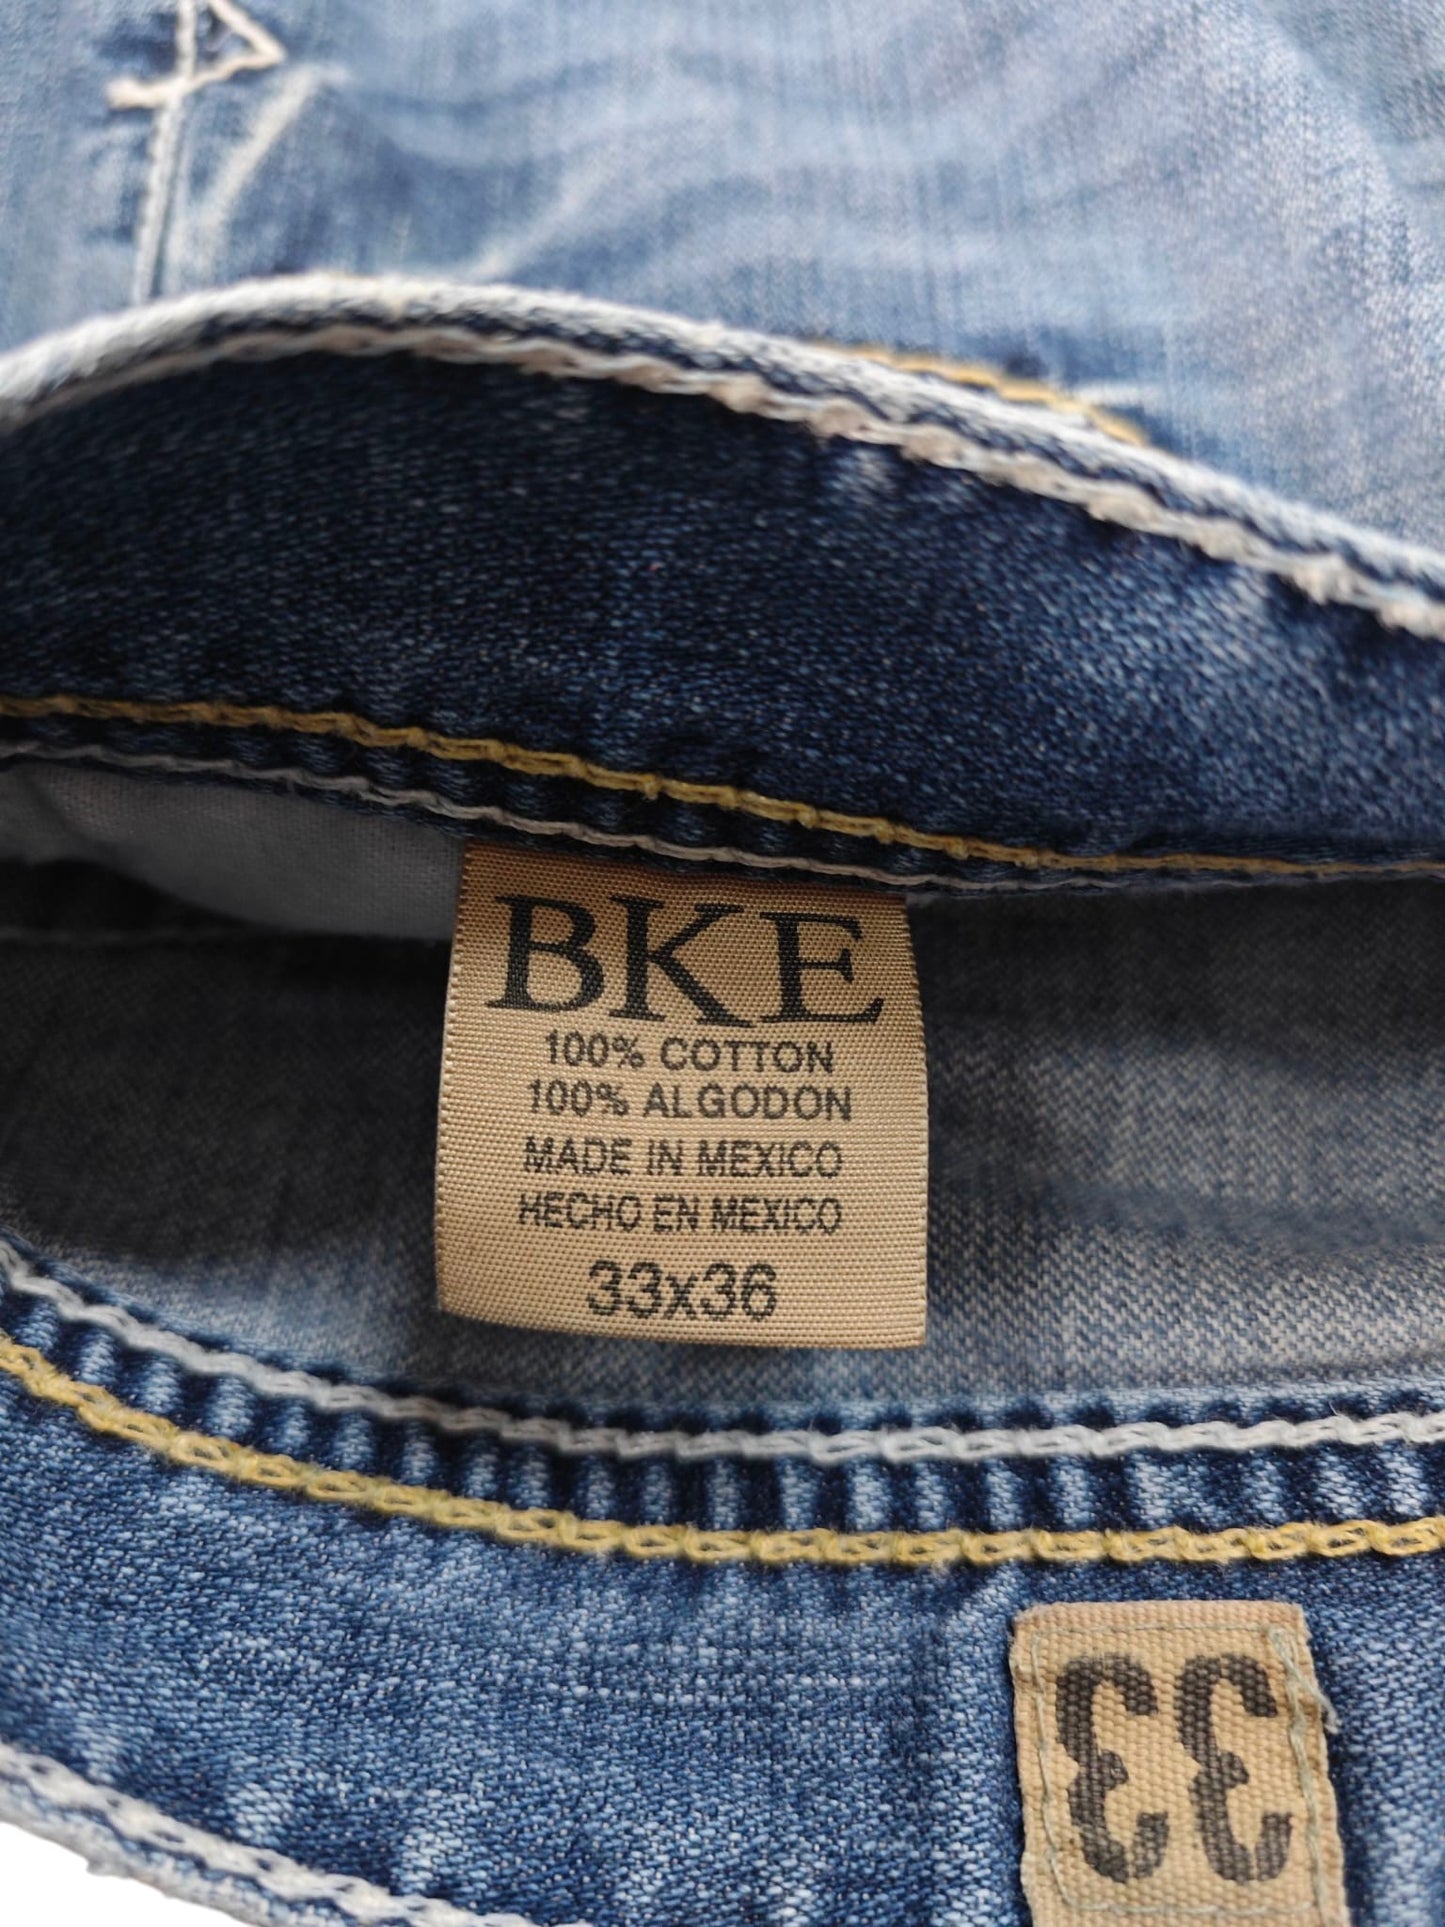 BKE
100% COTTON
100% ALGODON
MADE IN MEXICO
HECHO EN MEXICO
33x36
33